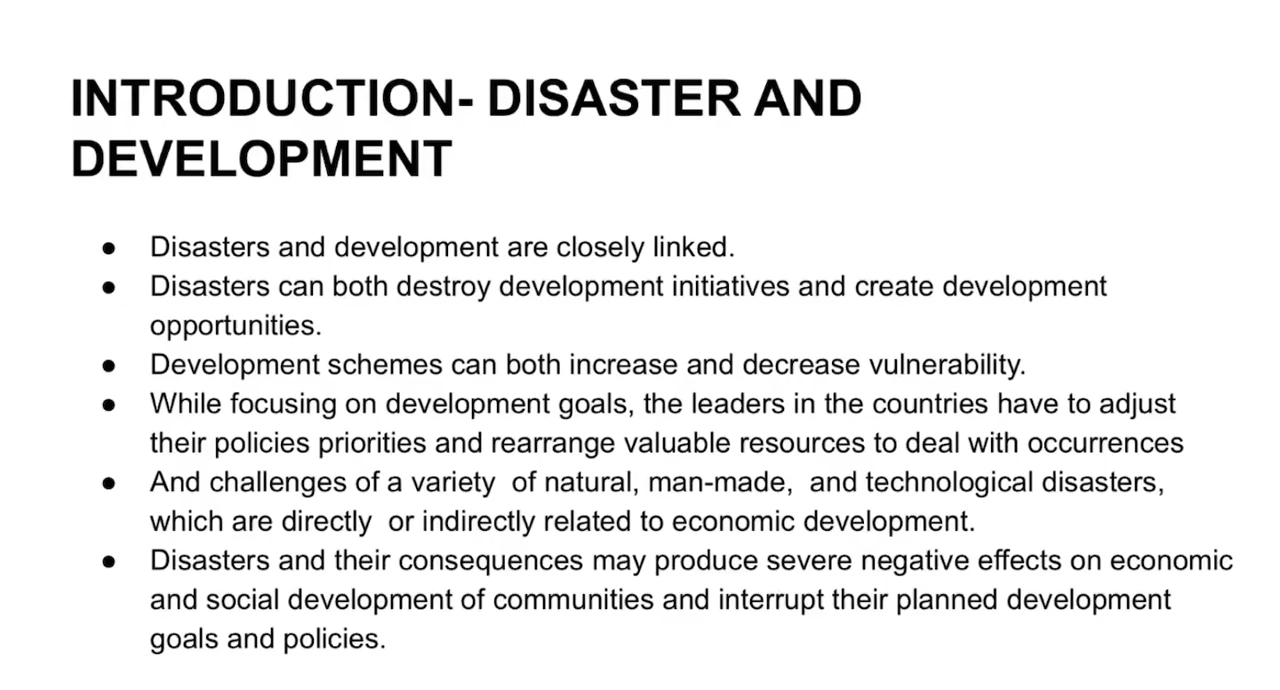 INTRODUCTION- DISASTER AND
DEVELOPMENT
● Disasters and development are closely linked.
● Disasters can both destroy development initiatives and create development
opportunities.
● Development schemes can both increase and decrease vulnerability.
● While focusing on development goals, the leaders in the countries have to adjust
their policies priorities and rearrange valuable resources to deal with occurrences
● And challenges of a variety  of natural, man-made,  and technological disasters,
which are directly  or indirectly related to economic development.
● Disasters and their consequences may produce severe negative effects on economic
and social development of communities and interrupt their planned development
goals and policies.